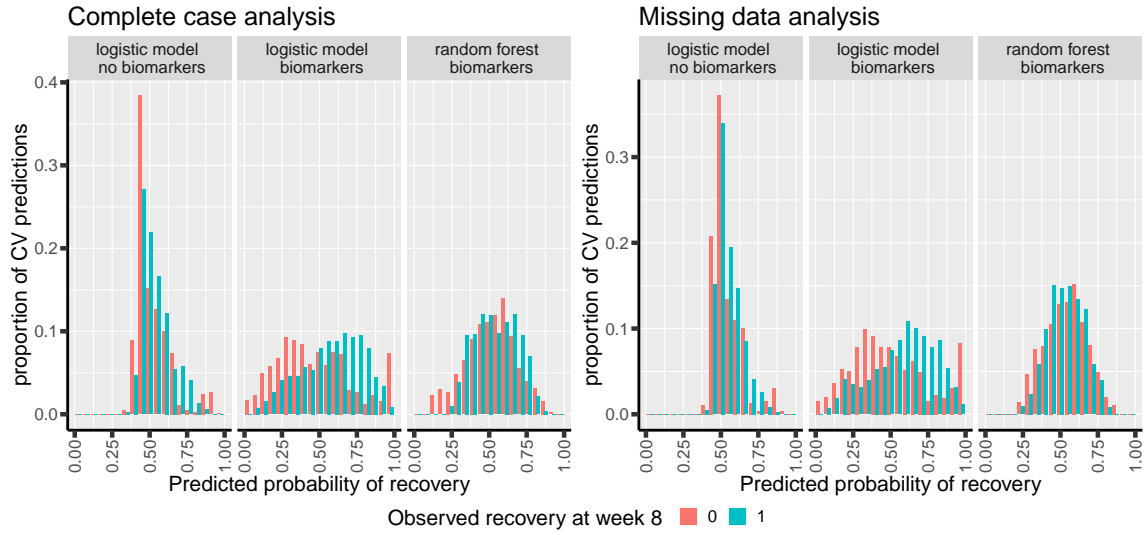 Complete case analysis
logistic model
no biomarkers
logistic model
biomarkers
random forest
biomarkers
proportion of CV predictions
0.4
0.3
0.2
0.1
0.0
0.00
0.25
0.50
0.75
1.00
0.00
0.25
0.50
0.75
1.00
0.00
0.25
0.50
0.75
1.00
Predicted probability of recovery
Missing data analysis
logistic model
no biomarkers
logistic model
biomarkers
random forest
biomarkers
proportion of CV predictions
0.3
0.2
0.1
0.0
0.00
0.25
0.50
0.75
1.00
0.00
0.25
0.50
0.75
1.00
0.00
0.25
0.50
0.75
1.00
Predicted probability of recovery
Observed recovery at week 8 0 1